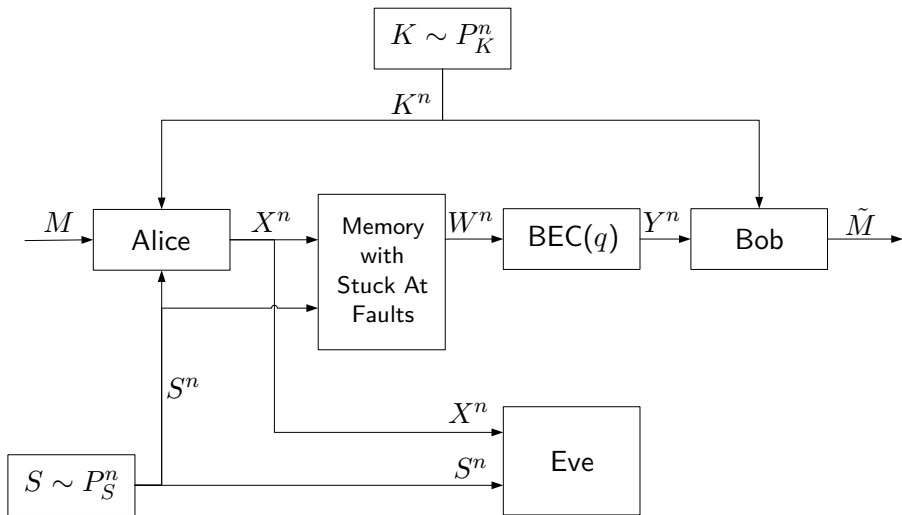 K ∼ P_K^n
K^n
M
Alice
X^n
Memory
with
Stuck At
Faults
W^n
BEC(q)
Y^n
Bob
M̃
S^n
X^n
S^n
Eve
S ∼ P_S^n